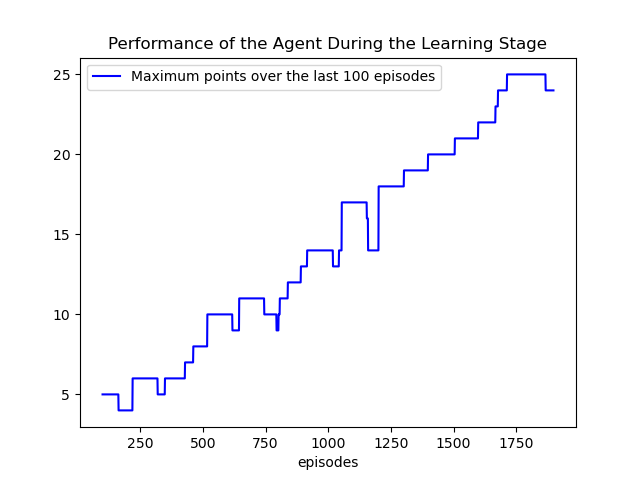 Performance of the Agent During the Learning Stage
Maximum points over the last 100 episodes
25
20
15
10
5
250 500 750 1000 1250 1500 1750
episodes